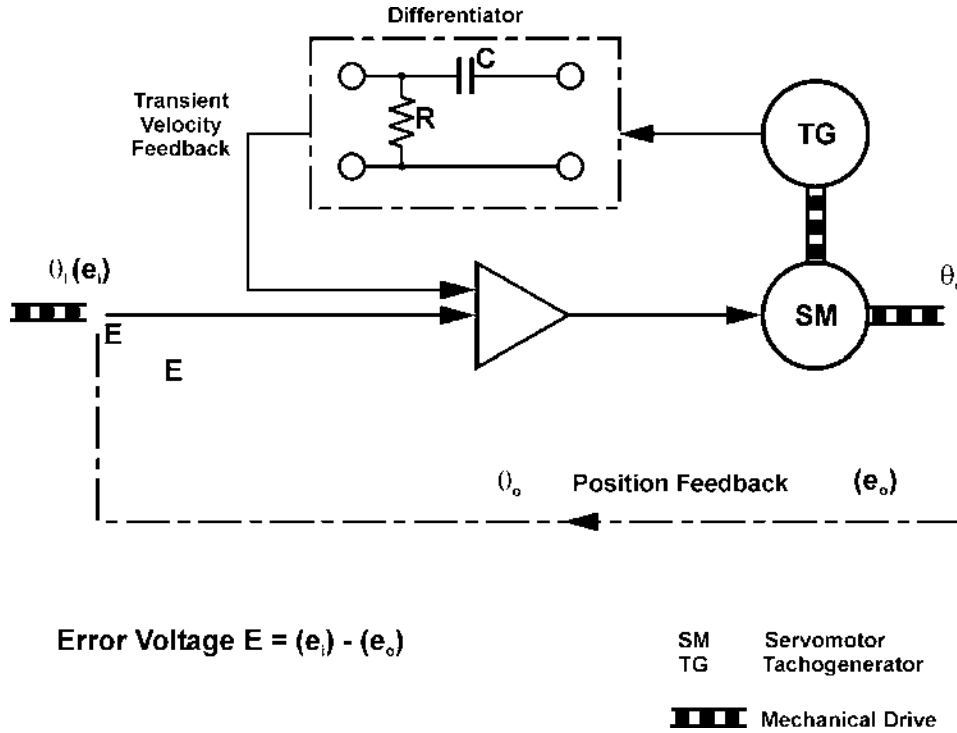 Differentiator
C
R
Transient
Velocity
Feedback
TG
θi (ei)
E
E
SM
θo
θo Position Feedback (eo)
Error Voltage E = (ei) - (eo)
SM Servomotor
TG Tachogenerator
Mechanical Drive